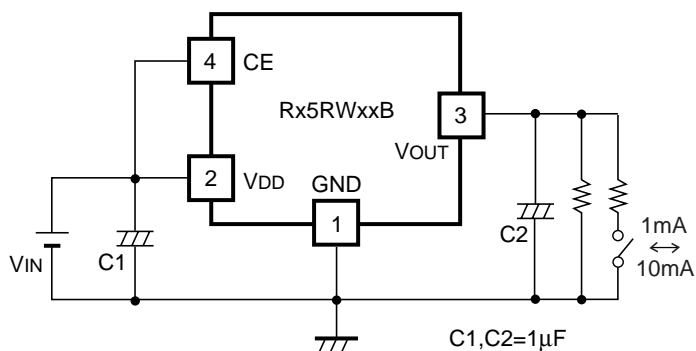 4
CE
Rx5RWxxB
3
VOUT
2
VDD
GND
1
VIN
C1
C2
1mA
10mA
C1,C2=1μF